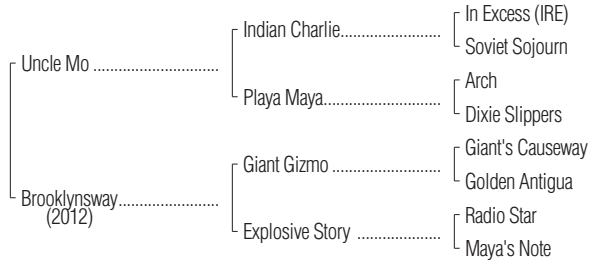 In Excess (IRE)
Indian Charlie.......................
Soviet Sojourn
Uncle Mo .............................
Arch
Playa Maya...........................
Dixie Slippers
Giant's Causeway
Giant Gizmo .........................
Golden Antigua
Brooklynsway.......................
(2012)
Radio Star
Explosive Story ...................
Maya's Note